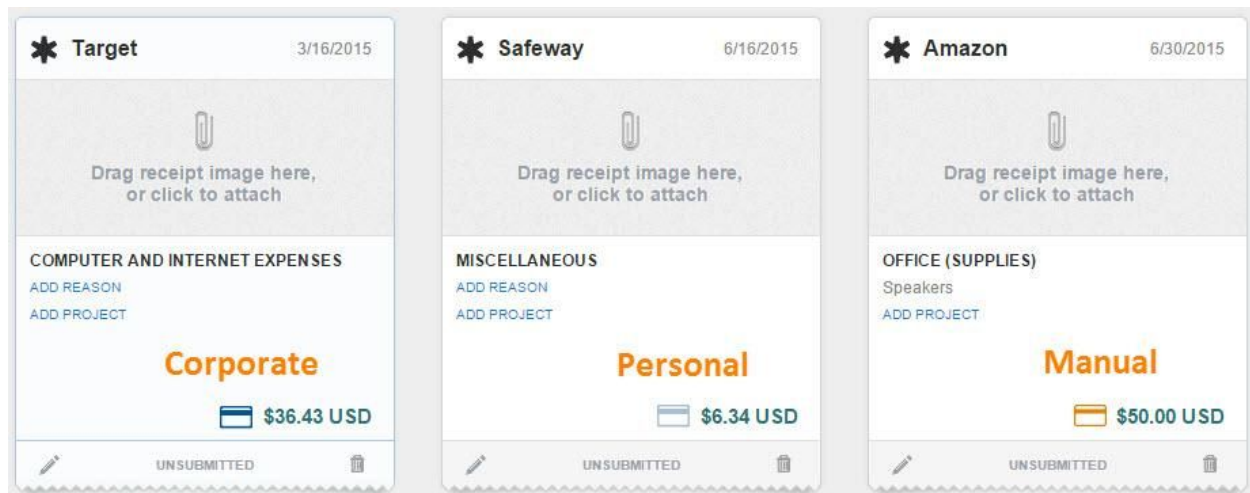 Target 3/16/2015
Drag receipt image here,
or click to attach
COMPUTER AND INTERNET EXPENSES
ADD REASON
ADD PROJECT
Corporate
$36.43 USD
UNSUBMITTED
Safeway 6/16/2015
Drag receipt image here,
or click to attach
MISCELLANEOUS
ADD REASON
ADD PROJECT
Personal
$6.34 USD
UNSUBMITTED
Amazon 6/30/2015
Drag receipt image here,
or click to attach
OFFICE (SUPPLIES)
Speakers
ADD PROJECT
Manual
$50.00 USD
UNSUBMITTED